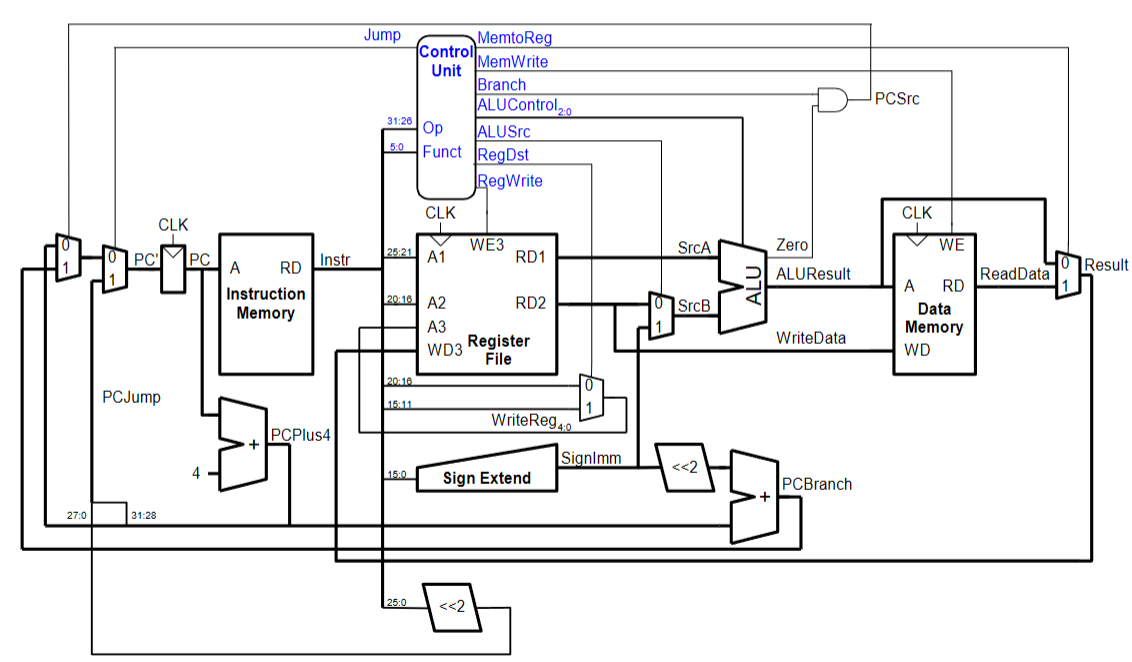 Jump
Control
Unit
MemtoReg
MemWrite
Branch
ALUControl2:0
ALUSrc
RegDst
RegWrite
PCSrc
31:26 Op
5:0 Funct
CLK
CLK
CLK
0
1
0
1
PC'
PC
A RD
Instruction
Memory
Instr
25:21 A1
WE3
RD1
20:16 A2
RD2
A3
WD3
Register
File
SrcA
0
1
SrcB
ALU
Zero
ALUResult
WriteData
WE
A RD
Data
Memory
WD
ReadData
0
1
Result
20:16
15:11
0
1
WriteReg4:0
PCJump
+
PCPlus4
4
15:0
Sign Extend
SignImm
<<2
+
PCBranch
27:0
31:28
25:0
<<2